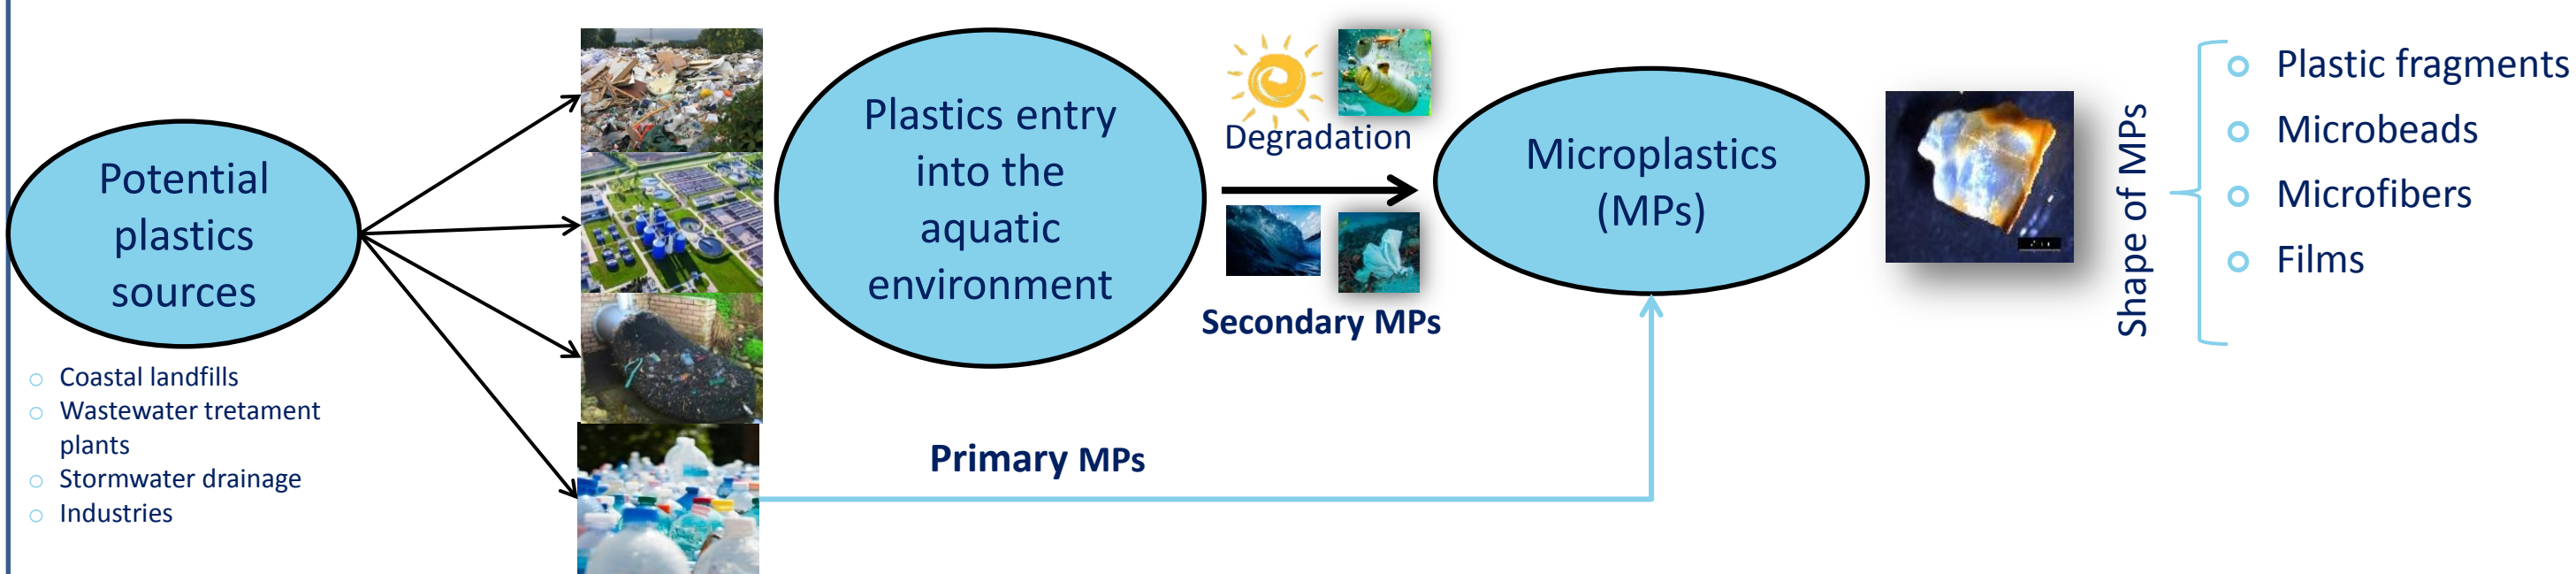 Potential
plastics
sources
Coastal landfills
Wastewater tretament
plants
Stormwater drainage
Industries
Plastics entry
into the
aquatic
environment
Degradation
Secondary MPs
Primary MPs
Microplastics
(MPs)
Shape of MPs
Plastic fragments
Microbeads
Microfibers
Films